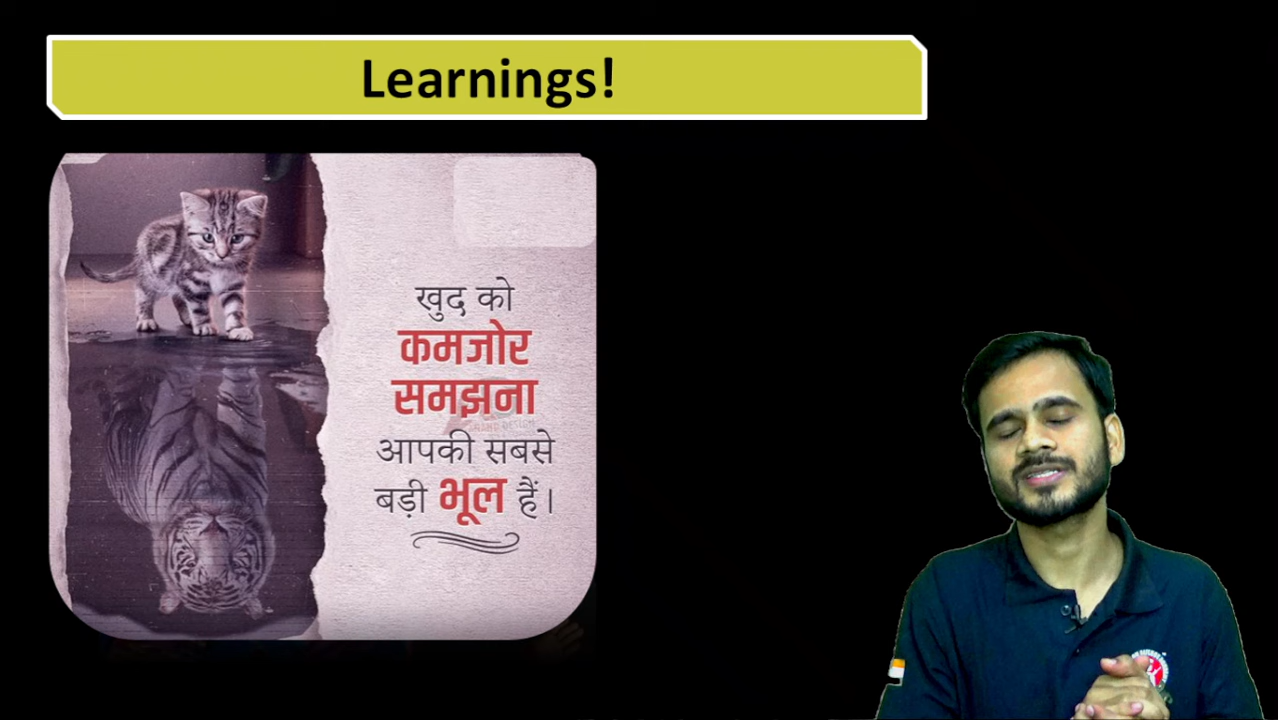 Learnings!
खुद को
कमजोर
समझना
आपकी सबसे
बड़ी भूल हैं।